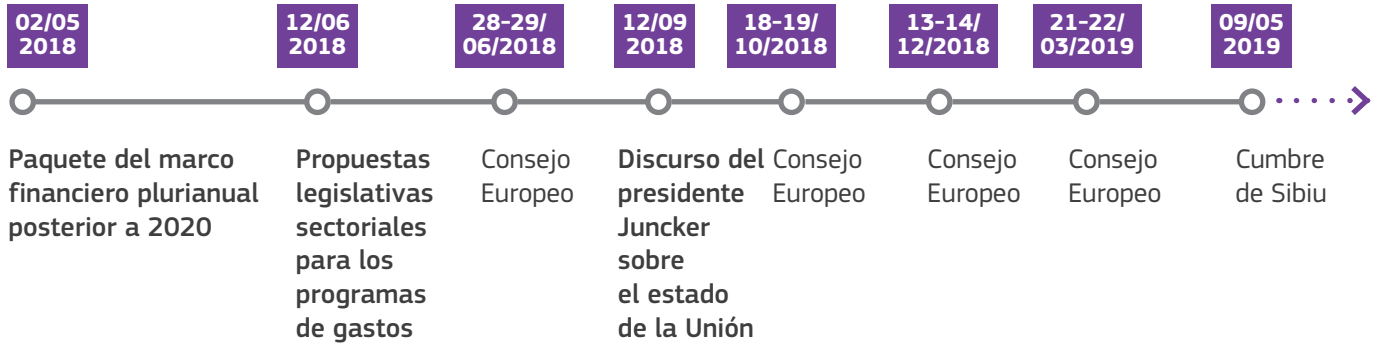 02/05
2018
12/06
2018
28-29/
06/2018
12/09
2018
18-19/
10/2018
13-14/
12/2018
21-22/
03/2019
09/05
2019
Paquete del marco
financiero plurianual
posterior a 2020
Propuestas
legislativas
sectoriales
para los
programas
de gastos
Consejo
Europeo
Discurso del
presidente
Juncker
sobre
el estado
de la Unión
Consejo
Europeo
Consejo
Europeo
Consejo
Europeo
Cumbre
de Sibiu